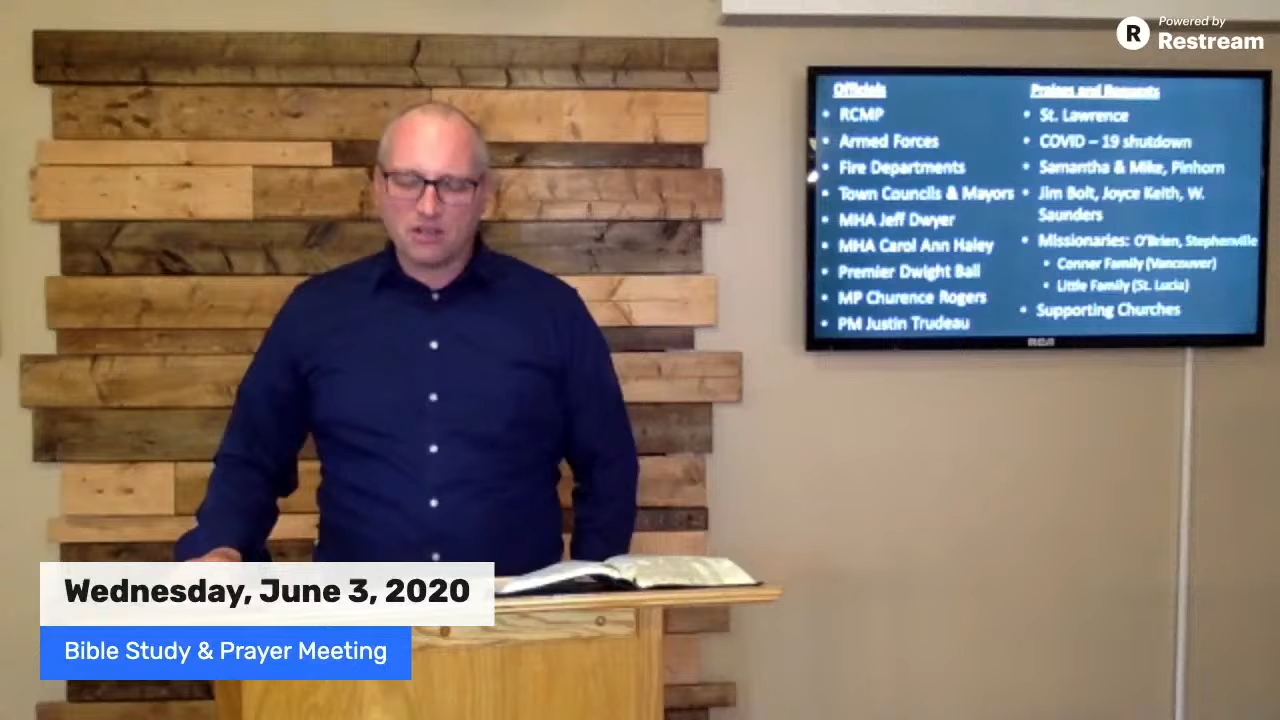 Powered by
R Restream
Officials
• RCMP
• Armed Forces
• Fire Departments
• Town Councils & Mayors
• MHA Jeff Dwyer
• MHA Carol Ann Haley
• Premier Dwight Ball
• MP Churence Rogers
• PM Justin Trudeau
Praises and Requests
• St. Lawrence
• COVID – 19 shutdown
• Samantha & Mike, Pinhorn
• Jim Bolt, Joyce Keith, W.
Saunders
• Missionaries: O'Brien, Stephenville
• Conner Family (Vancouver)
• Little Family (St. Lucia)
• Supporting Churches
RCA
Wednesday, June 3, 2020
Bible Study & Prayer Meeting